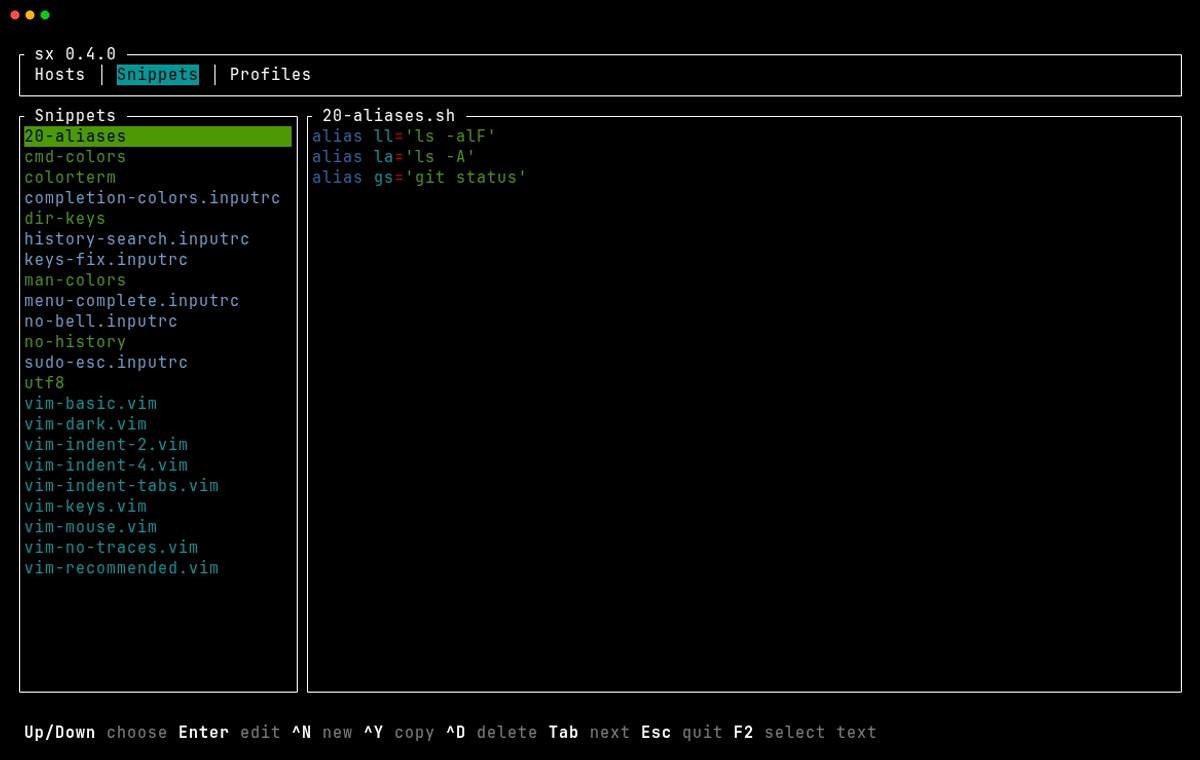 sx 0.4.0
Hosts │ Snippets │ Profiles
Snippets
20-aliases
cmd-colors
colorterm
completion-colors.inputrc
dir-keys
history-search.inputrc
keys-fix.inputrc
man-colors
menu-complete.inputrc
no-bell.inputrc
no-history
sudo-esc.inputrc
utf8
vim-basic.vim
vim-dark.vim
vim-indent-2.vim
vim-indent-4.vim
vim-indent-tabs.vim
vim-keys.vim
vim-mouse.vim
vim-no-traces.vim
vim-recommended.vim
20-aliases.sh
alias ll='ls -alF'
alias la='ls -A'
alias gs='git status'
Up/Down choose Enter edit ^N new ^Y copy ^D delete Tab next Esc quit F2 select text